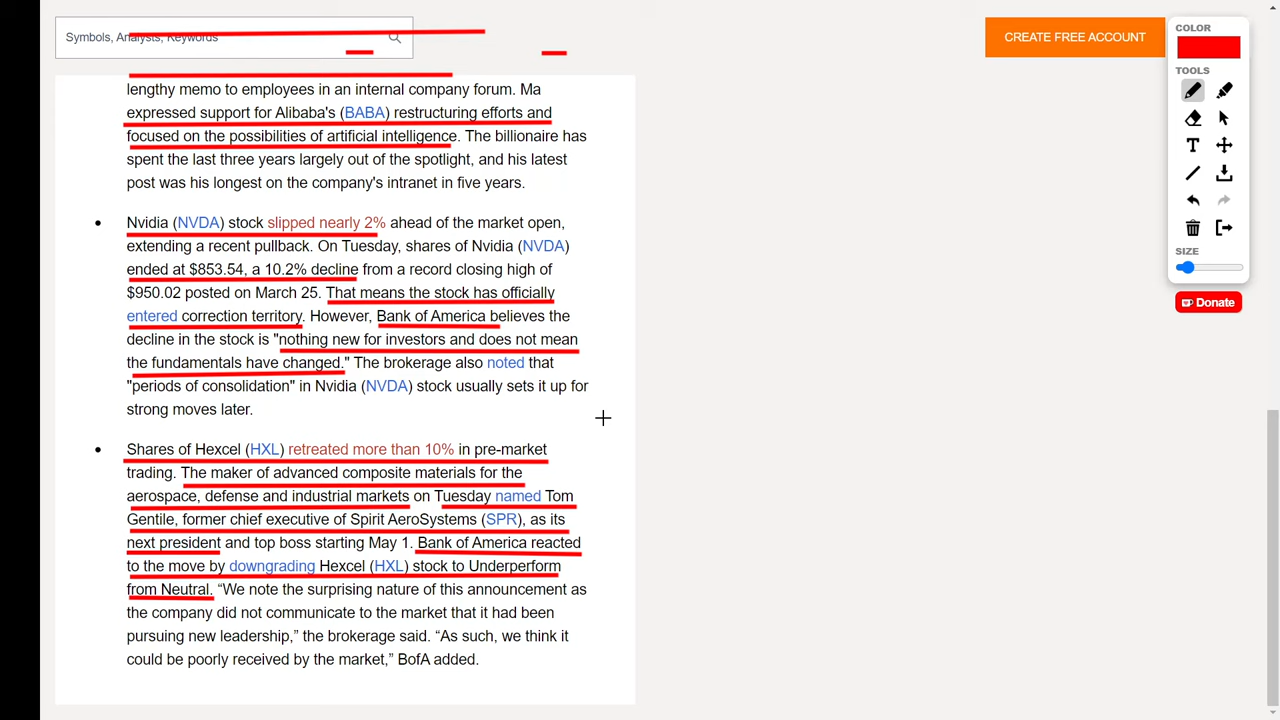 Symbols, Analysts, Keywords
CREATE FREE ACCOUNT
COLOR
TOOLS
SIZE
Donate
lengthy memo to employees in an internal company forum. Ma
expressed support for Alibaba's (BABA) restructuring efforts and
focused on the possibilities of artificial intelligence. The billionaire has
spent the last three years largely out of the spotlight, and his latest
post was his longest on the company's intranet in five years.
Nvidia (NVDA) stock slipped nearly 2% ahead of the market open,
extending a recent pullback. On Tuesday, shares of Nvidia (NVDA)
ended at $853.54, a 10.2% decline from a record closing high of
$950.02 posted on March 25. That means the stock has officially
entered correction territory. However, Bank of America believes the
decline in the stock is "nothing new for investors and does not mean
the fundamentals have changed." The brokerage also noted that
"periods of consolidation" in Nvidia (NVDA) stock usually sets it up for
strong moves later.
Shares of Hexcel (HXL) retreated more than 10% in pre-market
trading. The maker of advanced composite materials for the
aerospace, defense and industrial markets on Tuesday named Tom
Gentile, former chief executive of Spirit AeroSystems (SPR), as its
next president and top boss starting May 1. Bank of America reacted
to the move by downgrading Hexcel (HXL) stock to Underperform
from Neutral. “We note the surprising nature of this announcement as
the company did not communicate to the market that it had been
pursuing new leadership,” the brokerage said. “As such, we think it
could be poorly received by the market,” BofA added.